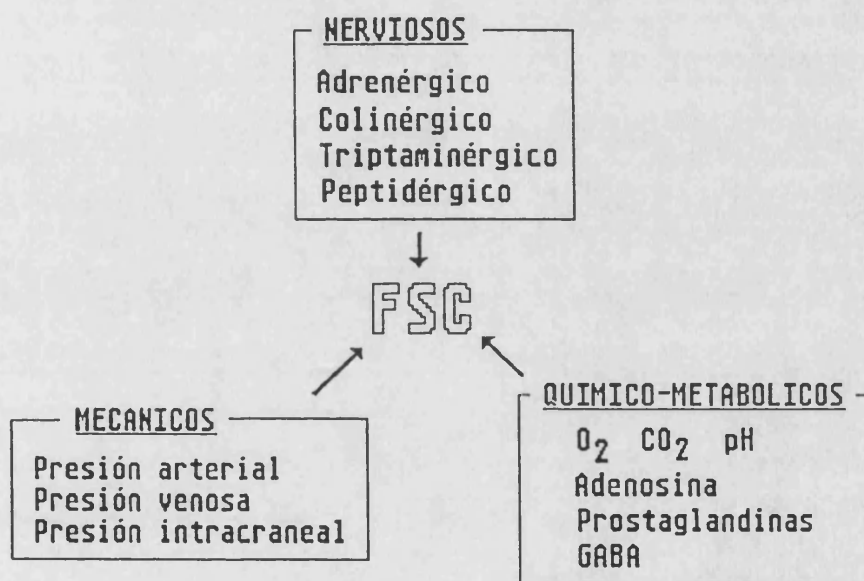 NERVIOSOS
Adrenérgico
Colinérgico
Triptaminérgico
Peptidérgico
FSC
MECANICOS
Presión arterial
Presión venosa
Presión intracraneal
QUIMICO-METABOLICOS
O₂ CO₂ pH
Adenosina
Prostaglandinas
GABA